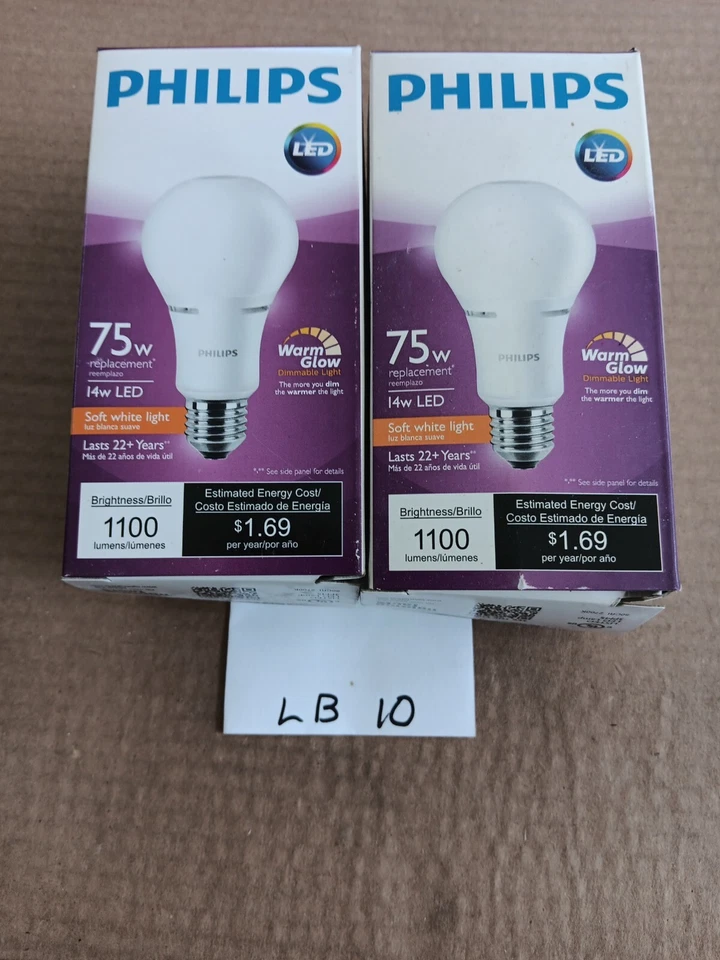 PHILIPS
LED
75w
replacement*
reemplazo
14w LED
Soft white light
luz blanca suave
Lasts 22+ Years**
Más de 22 años de vida útil
PHILIPS
Warm
Glow
Dimmable Light
The more you dim
the warmer the light
*,** See side panel for details
Brightness/Brillo
1100
lumens/lúmenes
Estimated Energy Cost/
Costo Estimado de Energía
$1.69
per year/por año
PHILIPS
LED
75w
replacement*
reemplazo
14w LED
Soft white light
luz blanca suave
Lasts 22+ Years**
Más de 22 años de vida útil
PHILIPS
Warm
Glow
Dimmable Light
The more you dim
the warmer the light
*,** See side panel for details
Brightness/Brillo
1100
lumens/lúmenes
Estimated Energy Cost/
Costo Estimado de Energía
$1.69
per year/por año
LB 10